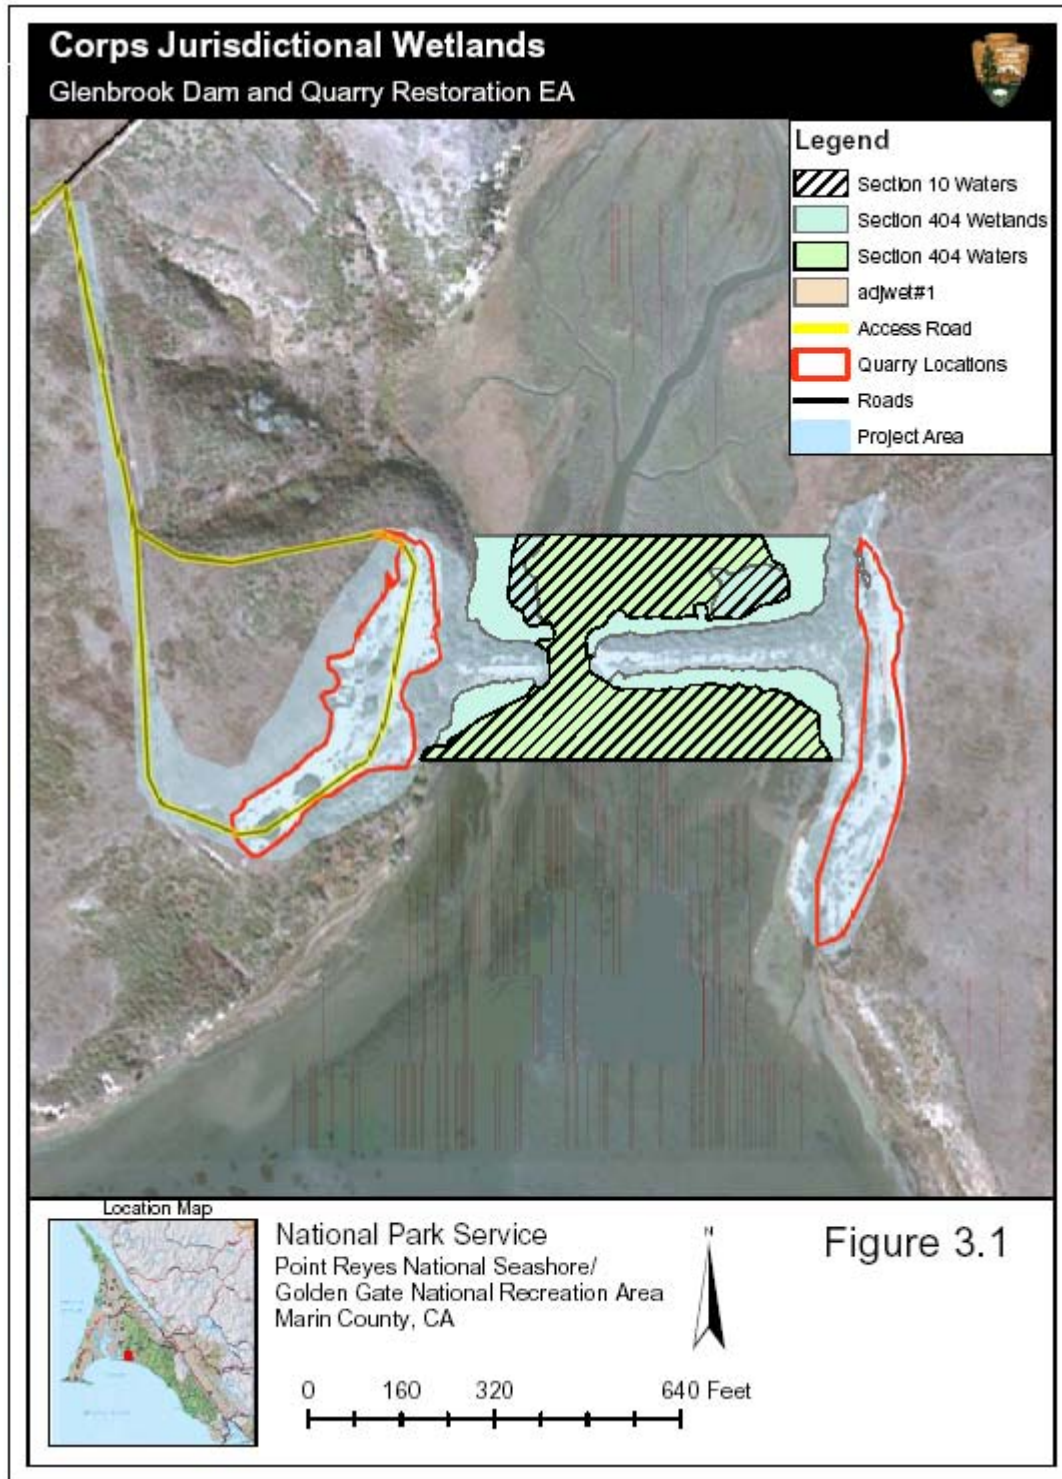 Corps Jurisdictional Wetlands
Glenbrook Dam and Quarry Restoration EA
Legend
Section 10 Waters
Section 404 Wetlands
Section 404 Waters
adjwet#1
Access Road
Quarry Locations
Roads
Project Area
Location Map
National Park Service
Point Reyes National Seashore/
Golden Gate National Recreation Area
Marin County, CA
N
Figure 3.1
0 160 320 640 Feet